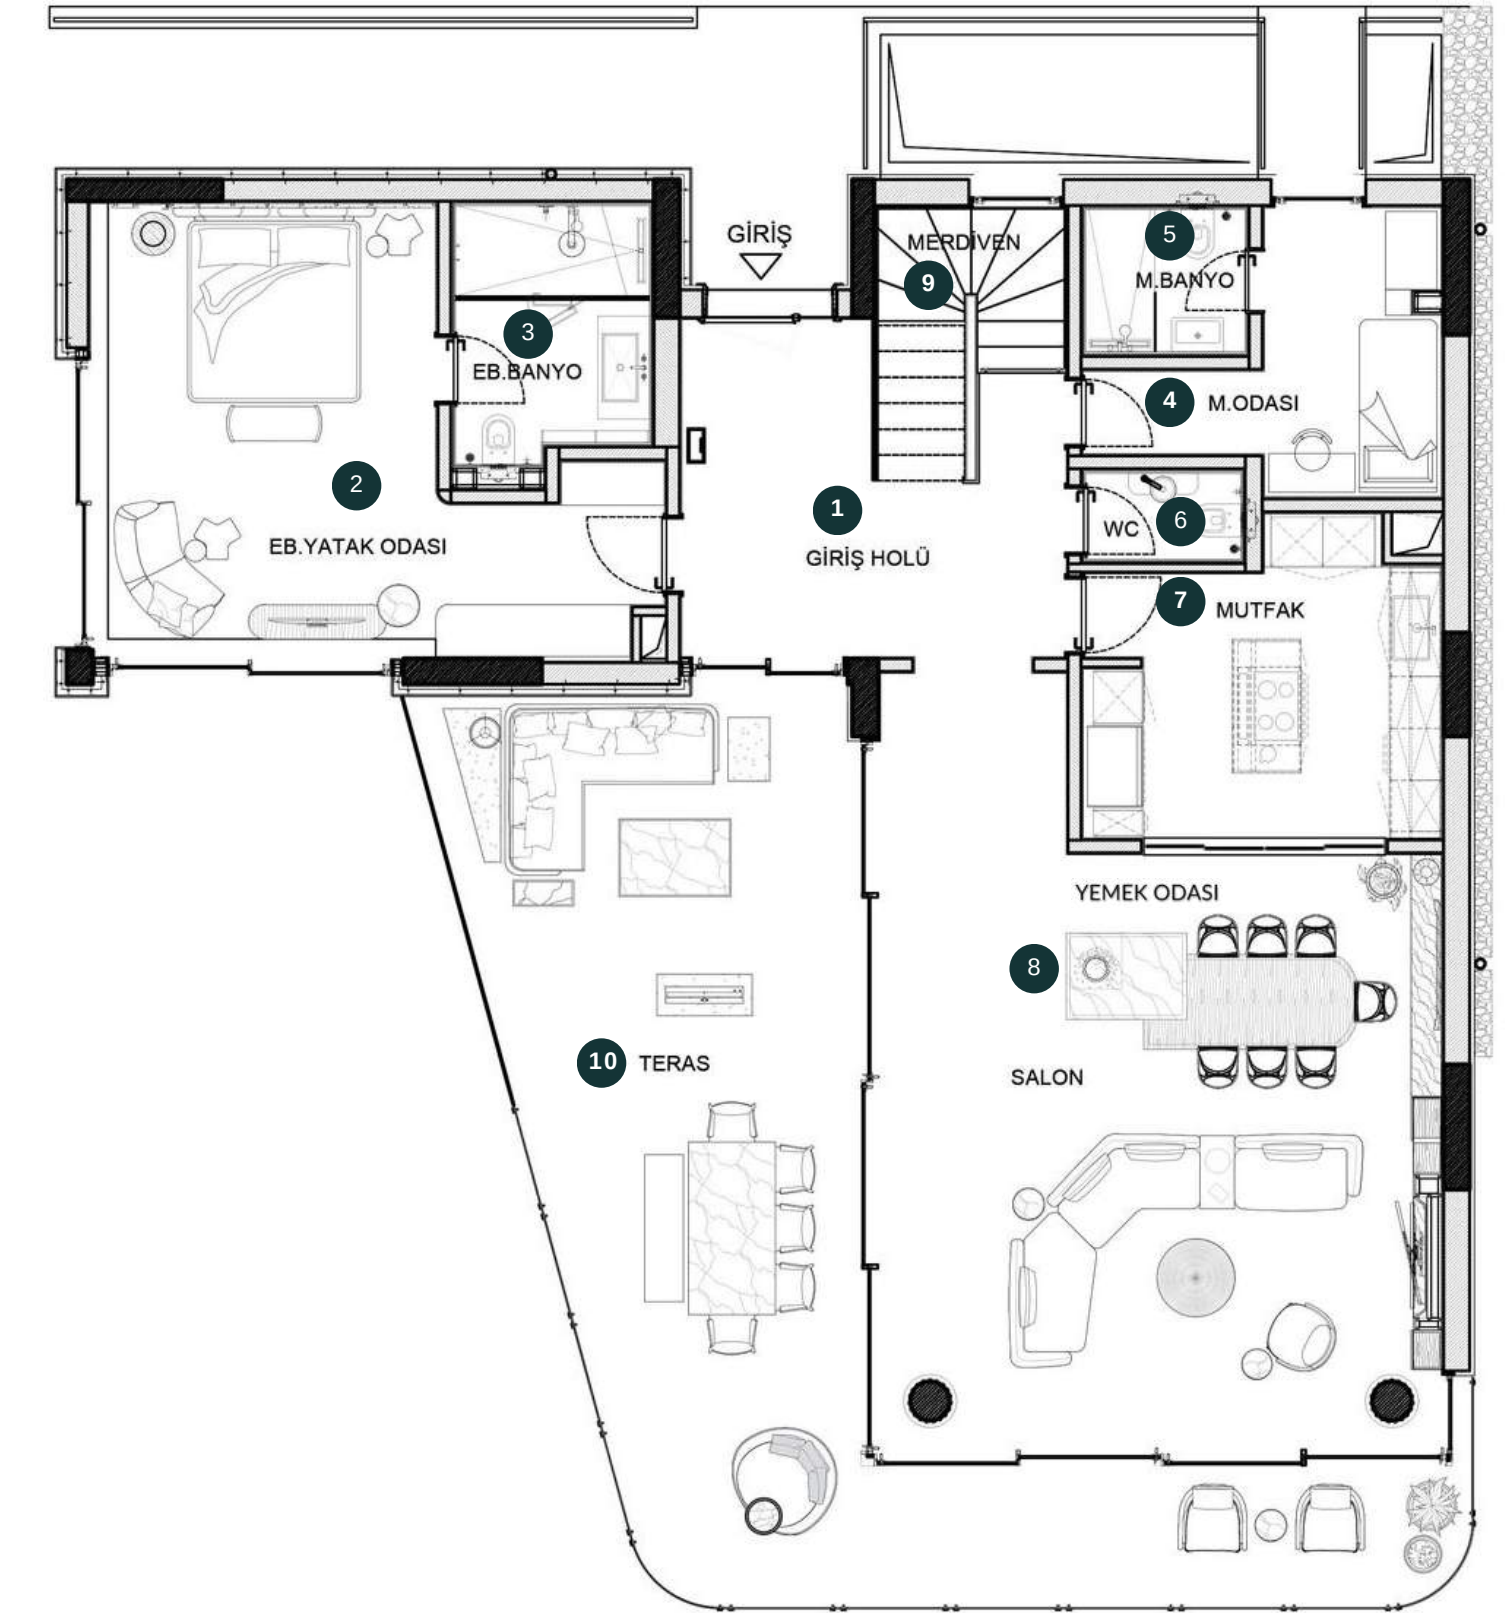 GİRİŞ
MERDİVEN
9
5
M.BANYO
3
EB.BANYO
4
M.ODASI
2
EB.YATAK ODASI
1
GİRİŞ HOLÜ
WC
6
7
MUTFAK
YEMEK ODASI
8
SALON
10
TERAS